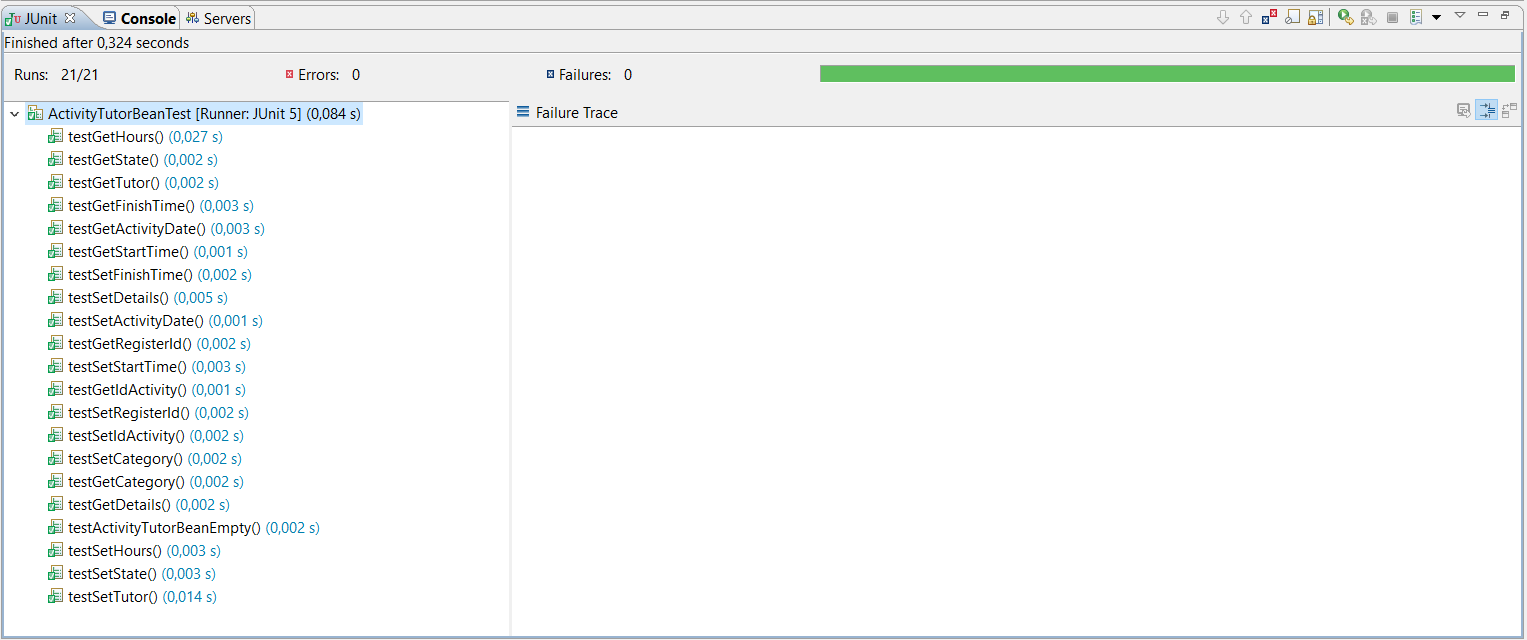 JUnit Console Servers
Finished after 0,324 seconds
Runs: 21/21 Errors: 0 Failures: 0
ActivityTutorBeanTest [Runner: JUnit 5] (0,084 s)
Failure Trace
testGetHours() (0,027 s)
testGetState() (0,002 s)
testGetTutor() (0,002 s)
testGetFinishTime() (0,003 s)
testGetActivityDate() (0,003 s)
testGetStartTime() (0,001 s)
testSetFinishTime() (0,002 s)
testSetDetails() (0,005 s)
testSetActivityDate() (0,001 s)
testGetRegisterId() (0,002 s)
testSetStartTime() (0,003 s)
testGetIdActivity() (0,001 s)
testSetRegisterId() (0,002 s)
testSetIdActivity() (0,002 s)
testSetCategory() (0,002 s)
testGetCategory() (0,002 s)
testGetDetails() (0,002 s)
testActivityTutorBeanEmpty() (0,002 s)
testSetHours() (0,003 s)
testSetState() (0,003 s)
testSetTutor() (0,014 s)